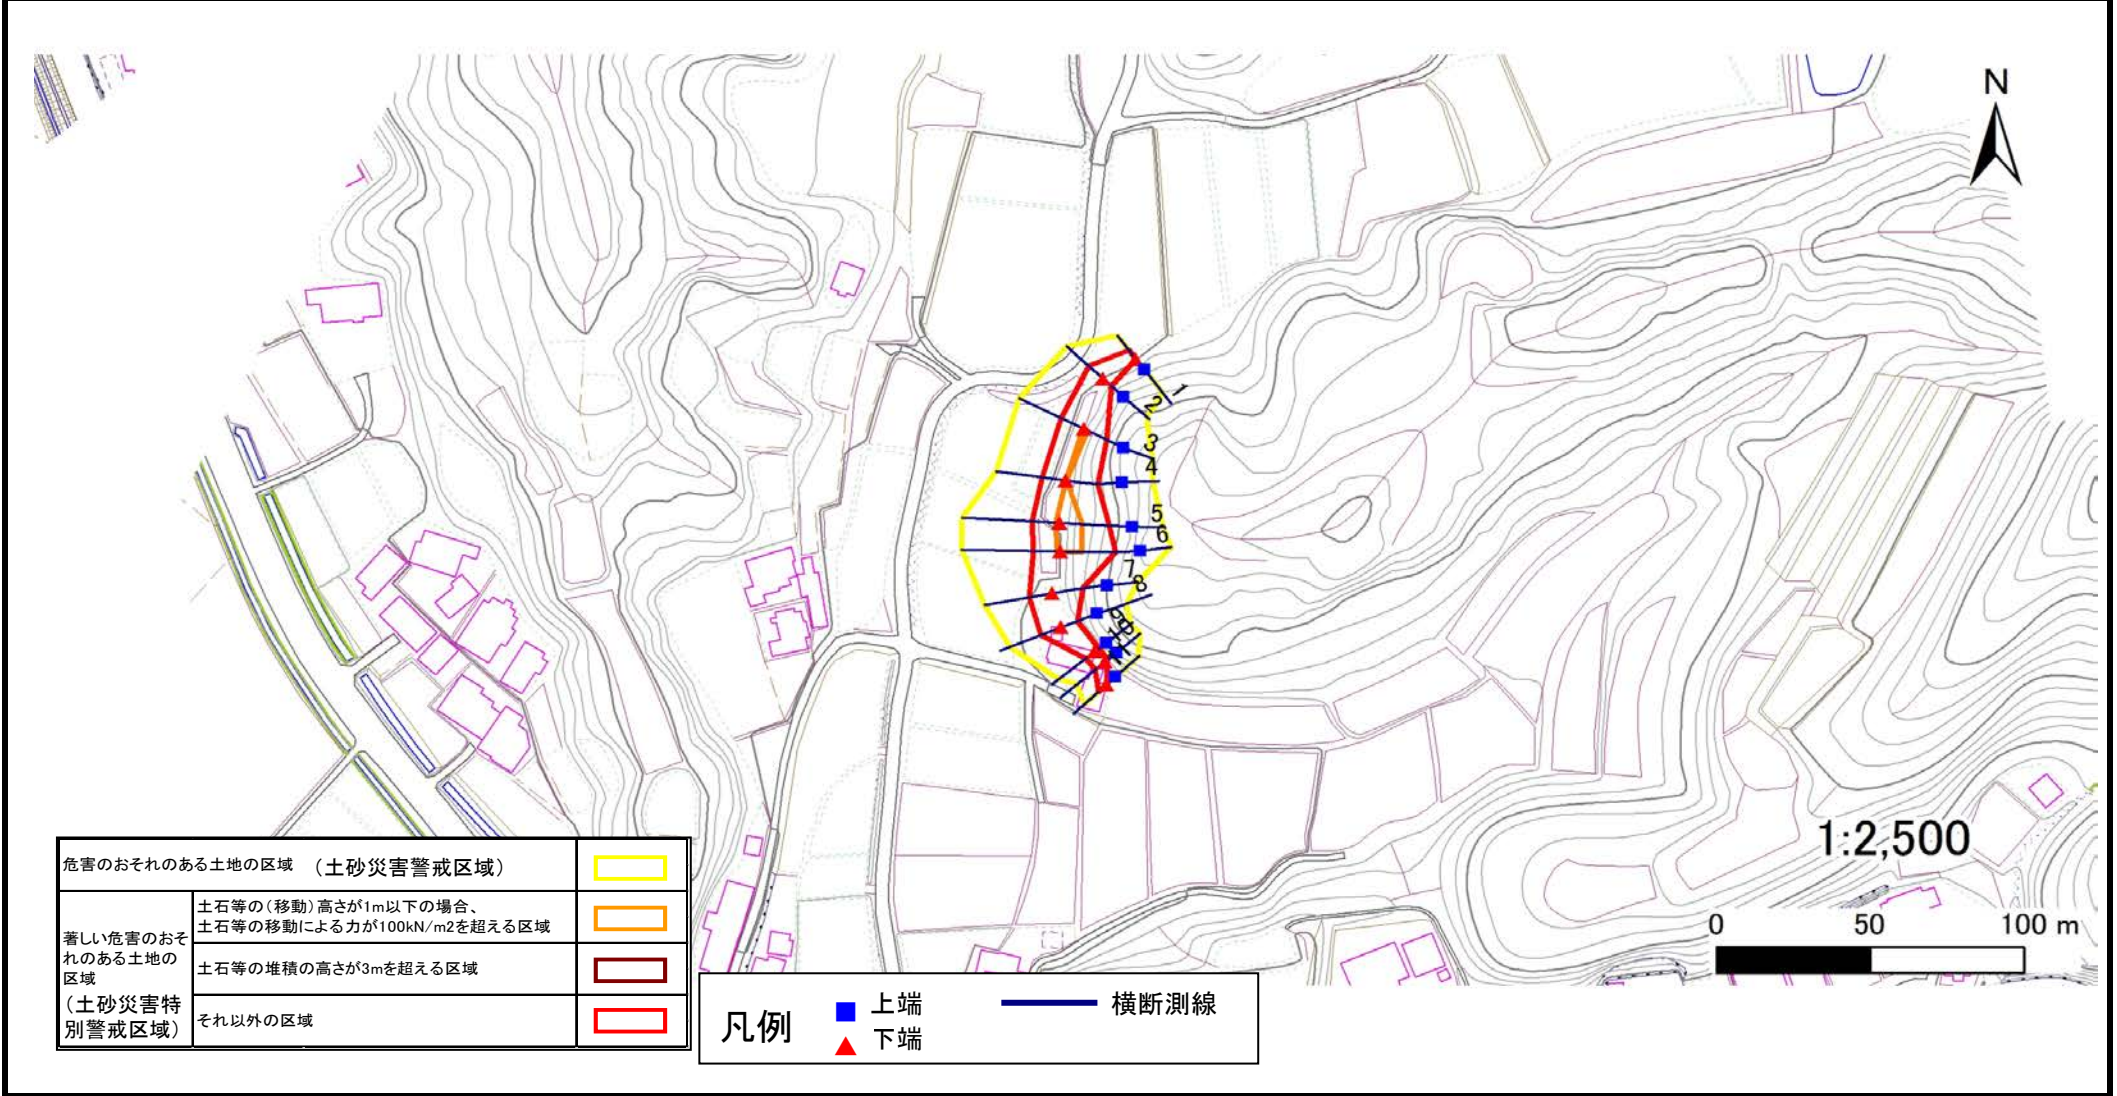 N
1
2
3
4
5
6
7
8
9
1:2,500
0 50 100 m
危害のおそれのある土地の区域 (土砂災害警戒区域)
著しい危害のおそ
れのある土地の
区域
(土砂災害特
別警戒区域)
土石等の(移動)高さが1m以下の場合、
土石等の移動による力が100kN/m2を超える区域
土石等の堆積の高さが3mを超える区域
それ以外の区域
凡例
上端
下端
横断測線